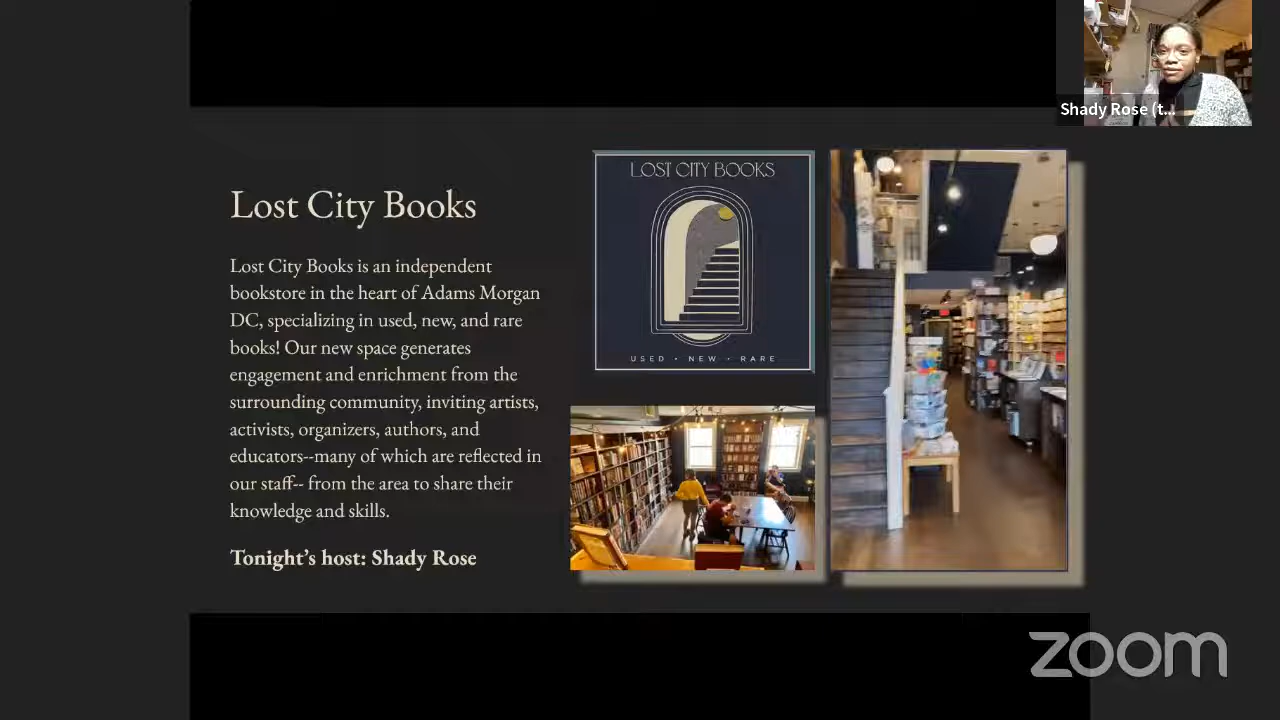 Shady Rose (t...
LOST CITY BOOKS
Lost City Books
Lost City Books is an independent
bookstore in the heart of Adams Morgan
DC, specializing in used, new, and rare
books! Our new space generates
engagement and enrichment from the
surrounding community, inviting artists,
activists, organizers, authors, and
educators--many of which are reflected in
our staff-- from the area to share their
knowledge and skills.
USED · NEW · RARE
Tonight's host: Shady Rose
zoom